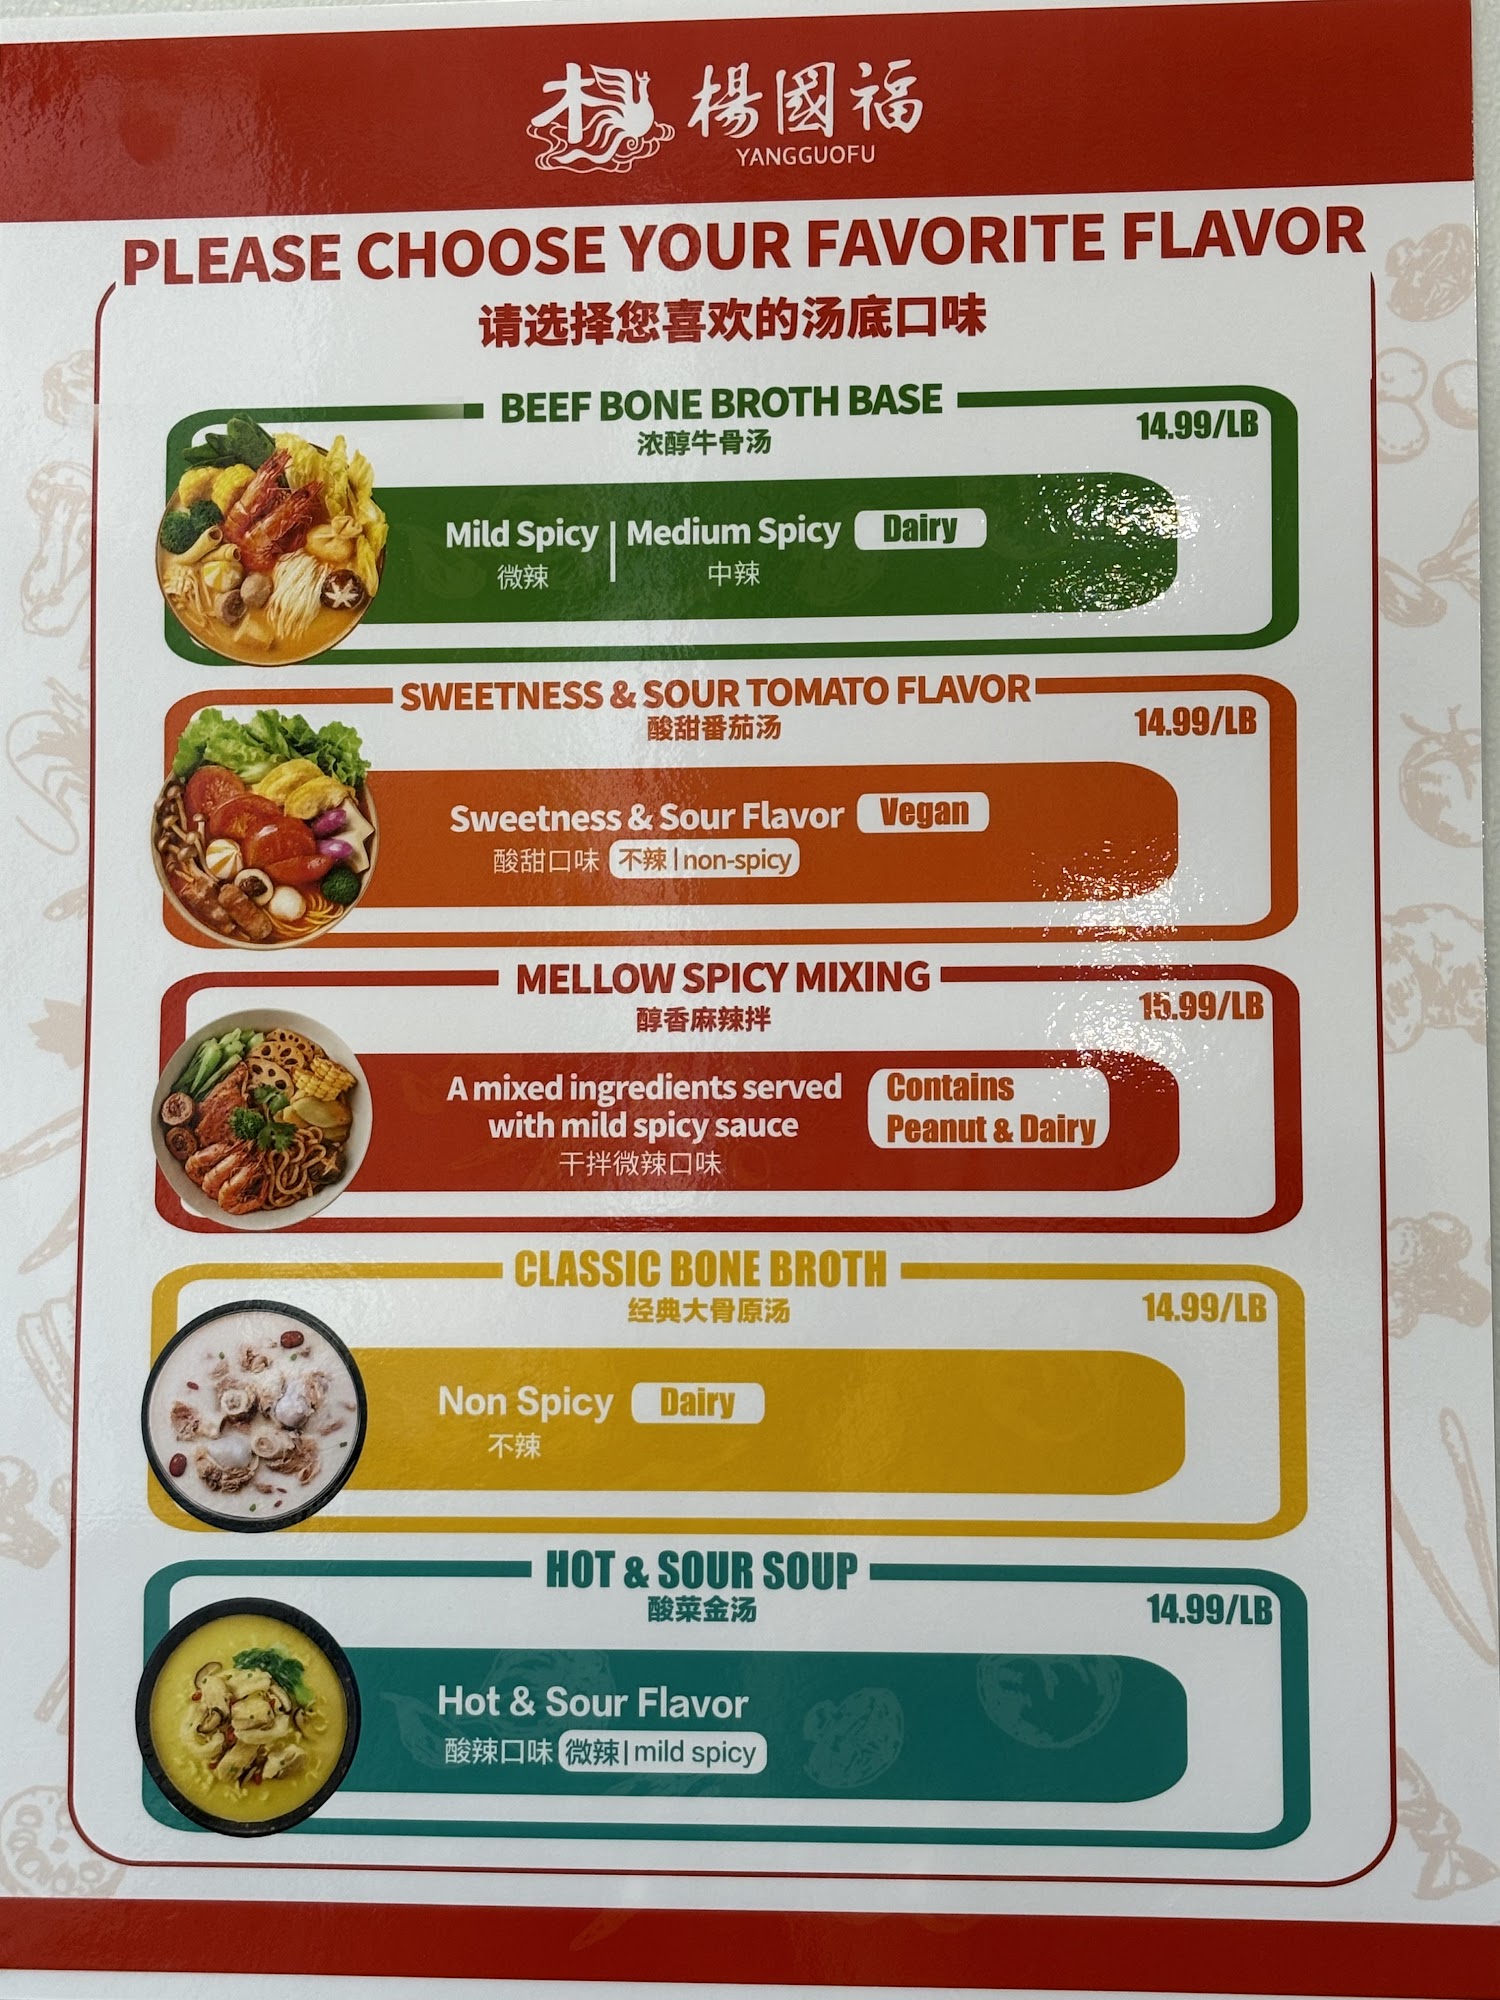 楊國福
YANGGUOFU
PLEASE CHOOSE YOUR FAVORITE FLAVOR
请选择您喜欢的汤底口味
BEEF BONE BROTH BASE
浓醇牛骨汤
14.99/LB
Mild Spicy | Medium Spicy Dairy
微辣 中辣
SWEETNESS & SOUR TOMATO FLAVOR
酸甜番茄汤
14.99/LB
Sweetness & Sour Flavor Vegan
酸甜口味 不辣|non-spicy
MELLOW SPICY MIXING
醇香麻辣拌
15.99/LB
A mixed ingredients served
with mild spicy sauce
干拌微辣口味
Contains
Peanut & Dairy
CLASSIC BONE BROTH
经典大骨原汤
14.99/LB
Non Spicy Dairy
不辣
HOT & SOUR SOUP
酸菜金汤
14.99/LB
Hot & Sour Flavor
酸辣口味 微辣|mild spicy